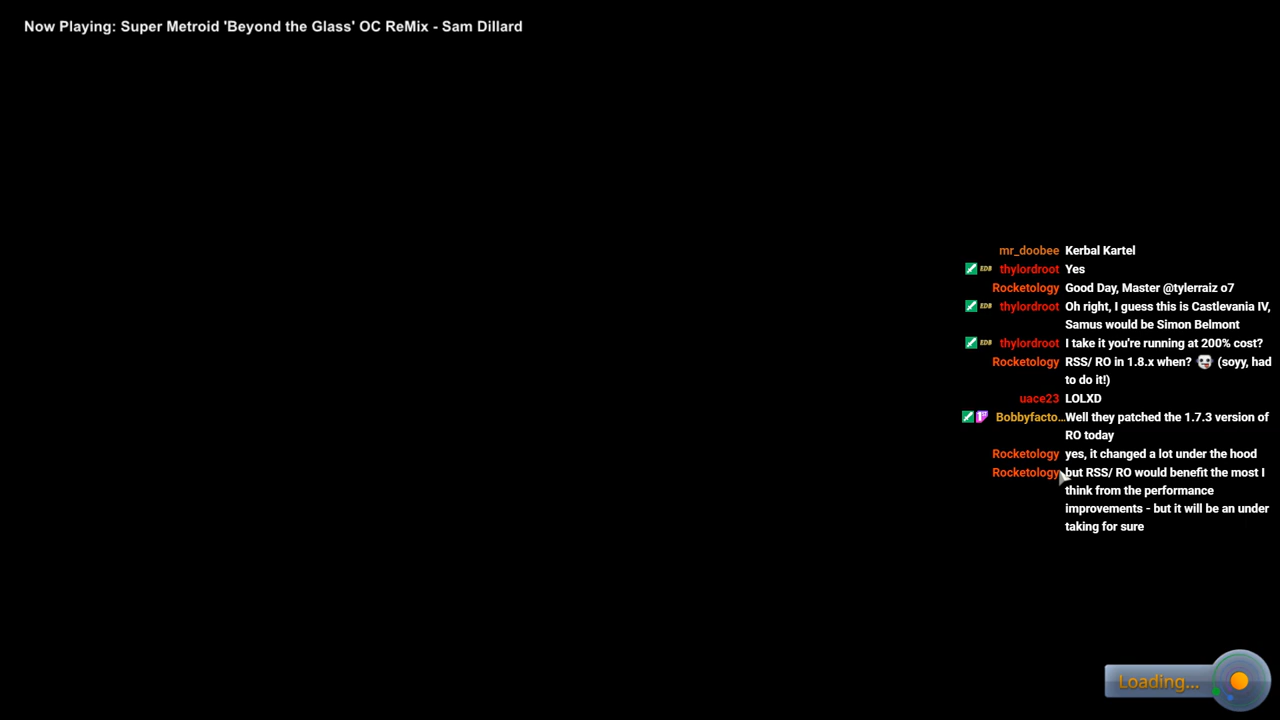 Now Playing: Super Metroid 'Beyond the Glass' OC ReMix - Sam Dillard
mr_doobee Kerbal Kartel
EDB thylordroot Yes
Rocketology Good Day, Master @tylerraiz o7
EDB thylordroot Oh right, I guess this is Castlevania IV,
Samus would be Simon Belmont
EDB thylordroot I take it you're running at 200% cost?
Rocketology RSS/ RO in 1.8.x when? (soyy, had
to do it!)
uace23 LOLXD
1ST Bobbyfacto... Well they patched the 1.7.3 version of
RO today
Rocketology yes, it changed a lot under the hood
Rocketology but RSS/ RO would benefit the most I
think from the performance
improvements - but it will be an under
taking for sure
Loading...